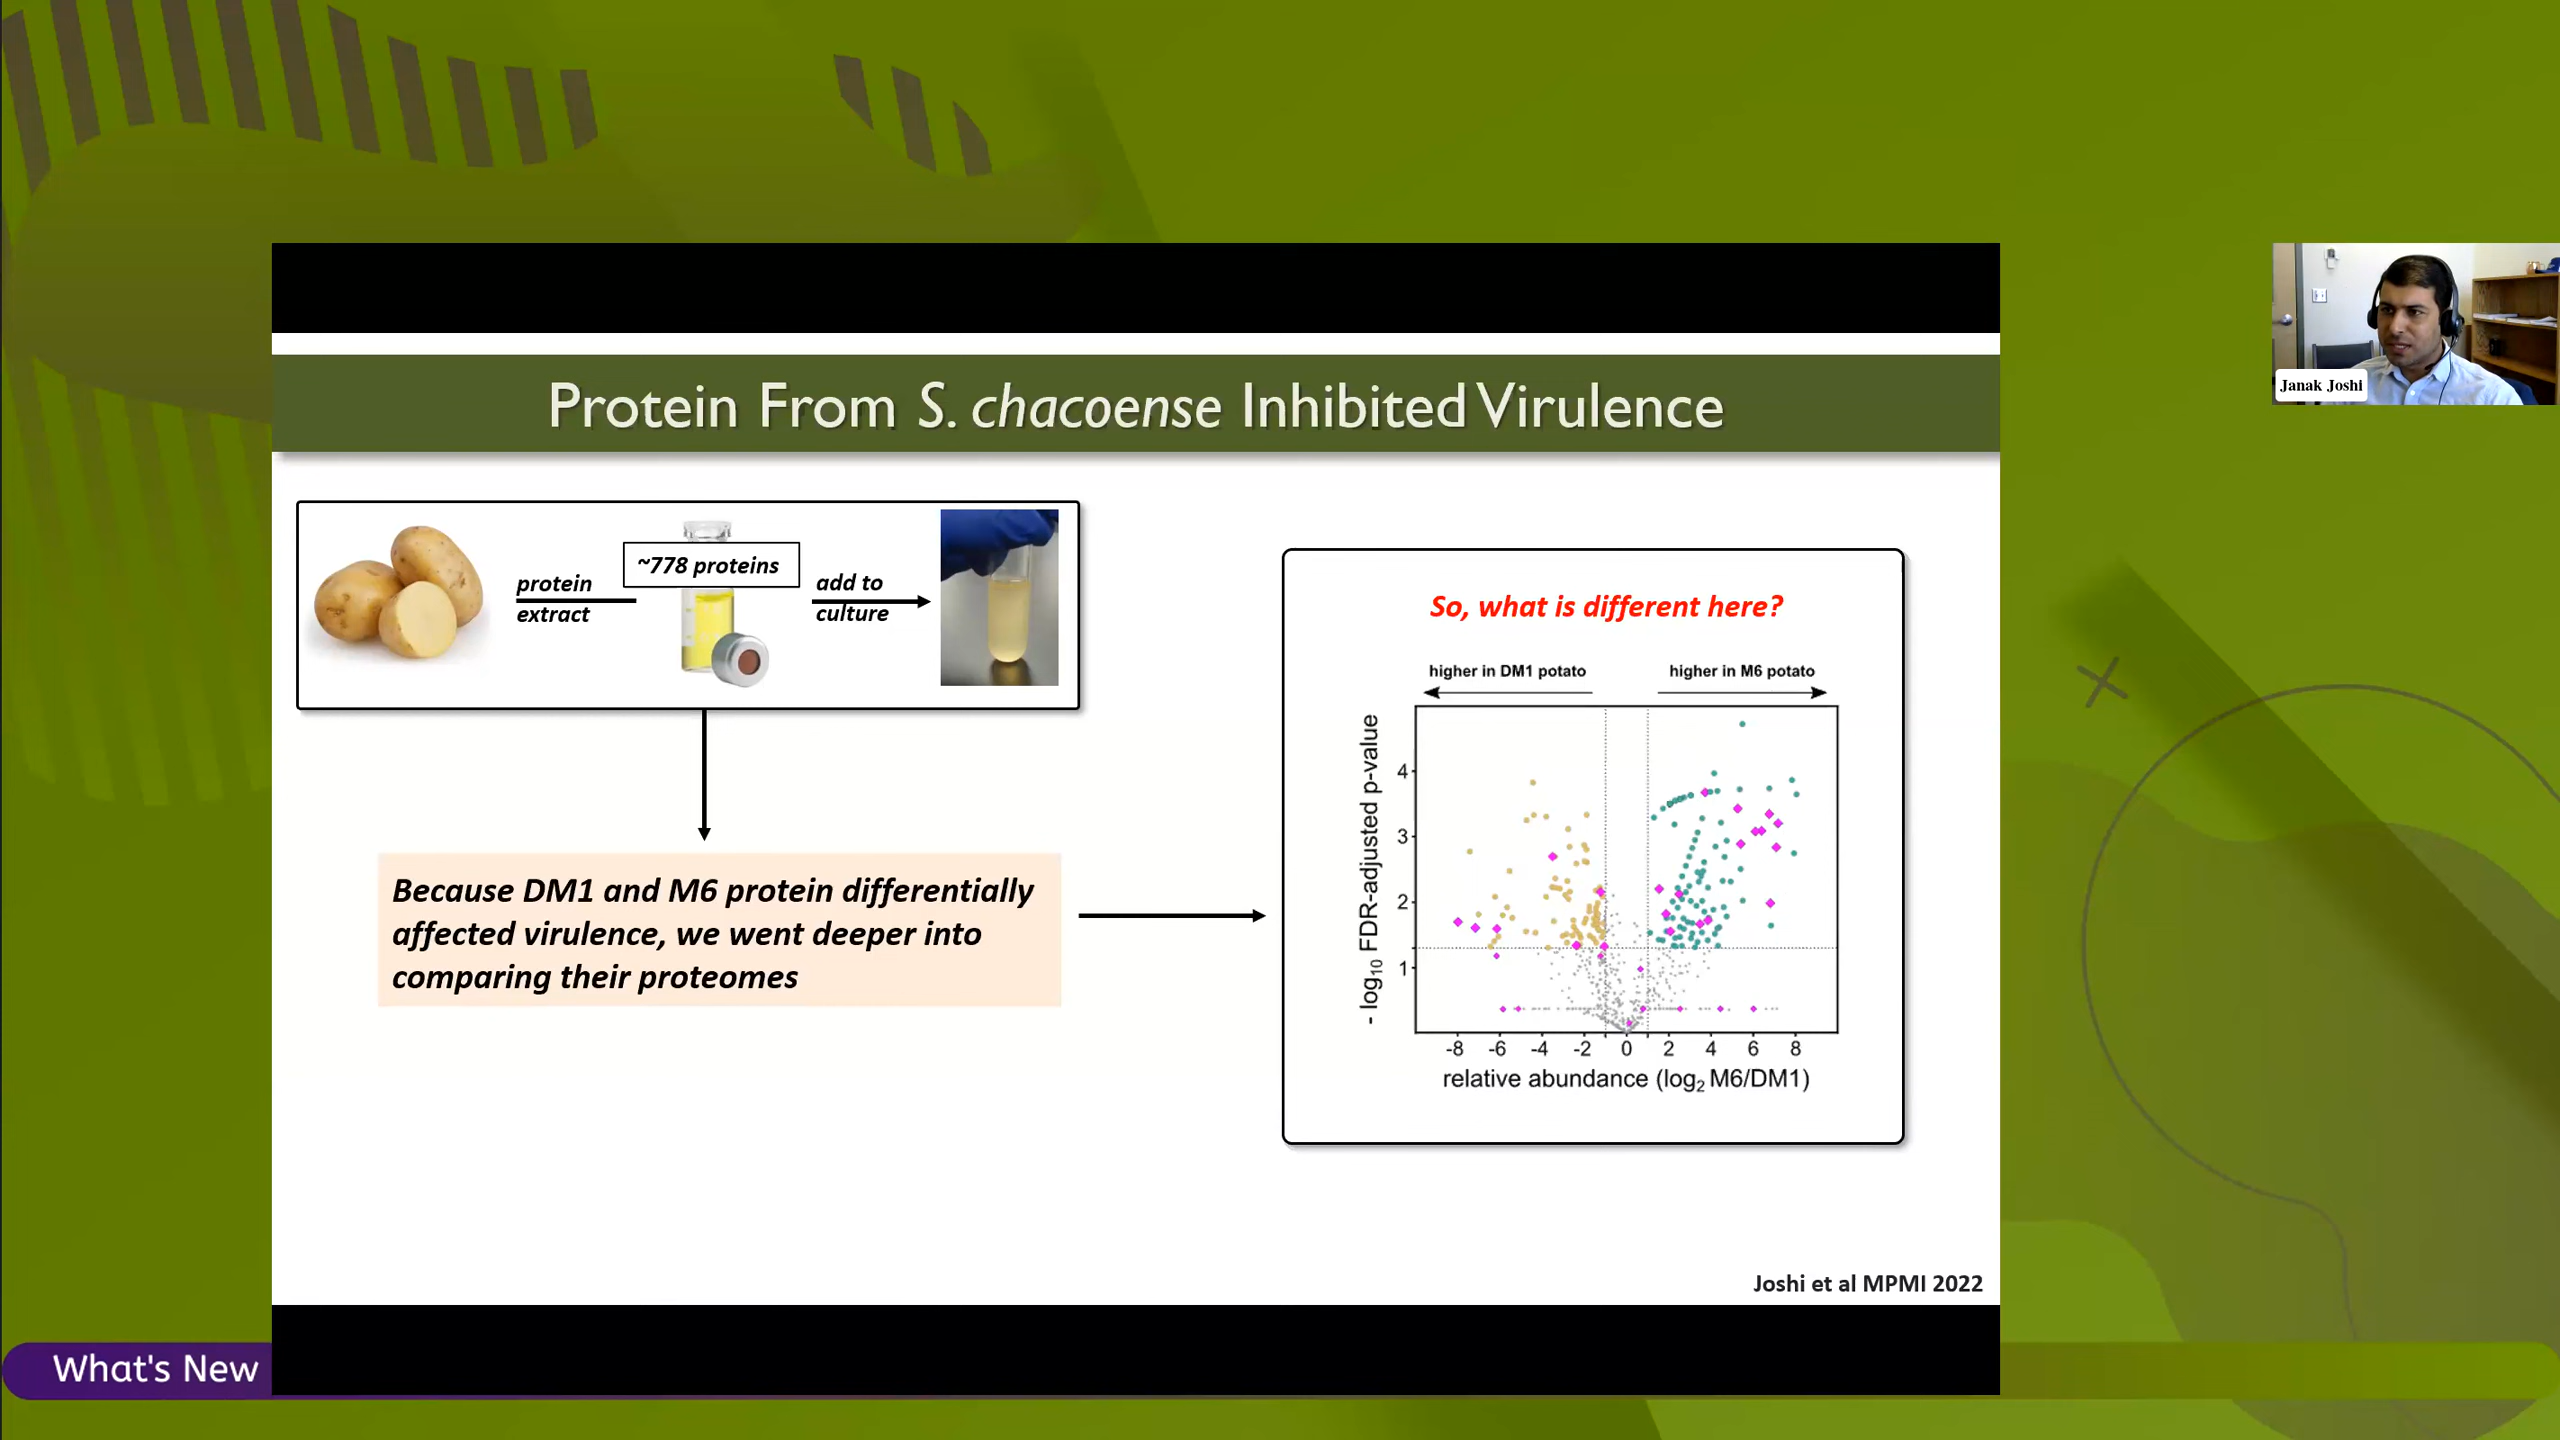 Protein From S. chacoense Inhibited Virulence
Janak Joshi
protein
extract
~778 proteins
add to
culture
Because DM1 and M6 protein differentially
affected virulence, we went deeper into
comparing their proteomes
So, what is different here?
higher in DM1 potato
higher in M6 potato
- log10 FDR-adjusted p-value
4
3
2
1
-8 -6 -4 -2 0 2 4 6 8
relative abundance (log2 M6/DM1)
Joshi et al MPMI 2022
What's New